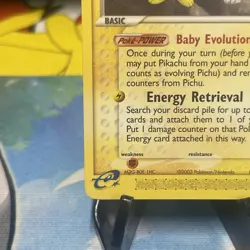 BASIC
POKé-POWER Baby Evolution
Once during your turn (before
may put Pikachu from your hand
counts as evolving Pichu) and
counters from Pichu.
Energy Retrieval
Search your discard pile for up to
cards and attach them to 1 of
Put 1 damage counter on that
Energy card attached in this way.
weakness resistance
©2003 Pokémon/Nintendo